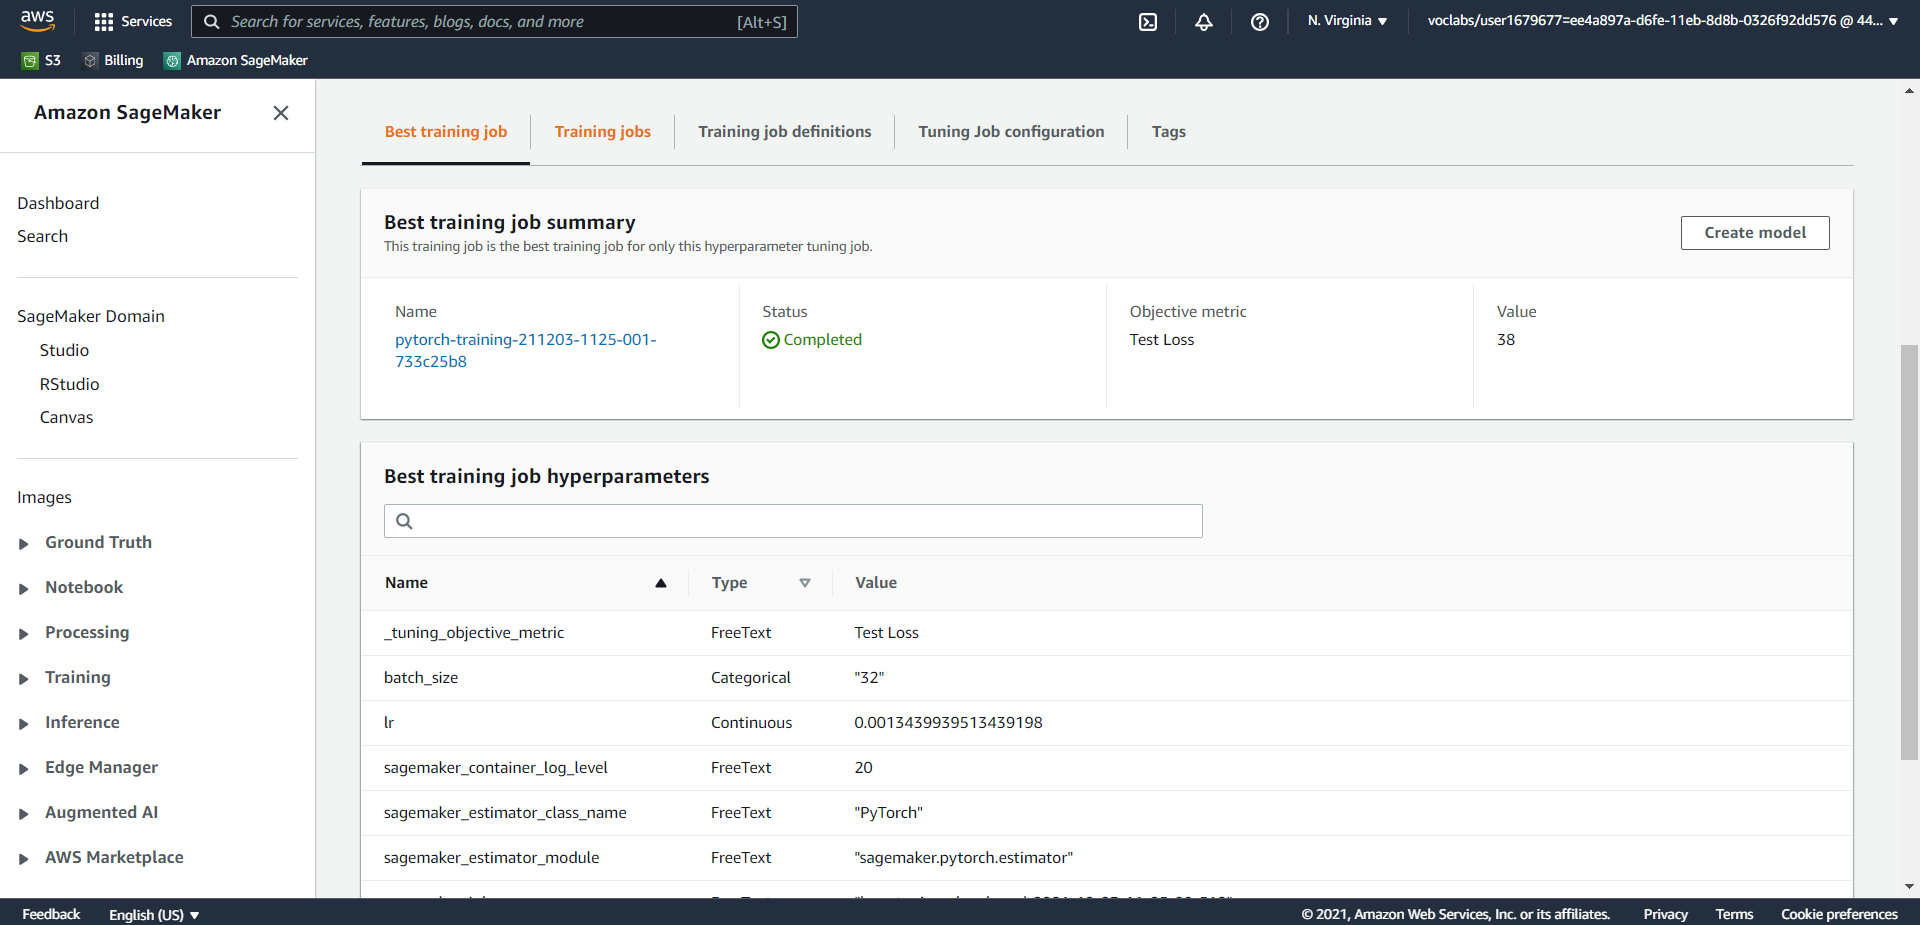 aws
Services
Search for services, features, blogs, docs, and more
[Alt+S]
N. Virginia
voclabs/user1679677=ee4a897a-d6fe-11eb-8d8b-0326f92dd576 @ 44...
S3
Billing
Amazon SageMaker
Amazon SageMaker
Dashboard
Search
SageMaker Domain
Studio
RStudio
Canvas
Images
Ground Truth
Notebook
Processing
Training
Inference
Edge Manager
Augmented AI
AWS Marketplace
Best training job
Training jobs
Training job definitions
Tuning Job configuration
Tags
Best training job summary
This training job is the best training job for only this hyperparameter tuning job.
Create model
Name
pytorch-training-211203-1125-001-
733c25b8
Status
Completed
Objective metric
Test Loss
Value
38
Best training job hyperparameters
Name Type Value
_tuning_objective_metric FreeText Test Loss
batch_size Categorical "32"
lr Continuous 0.0013439939513439198
sagemaker_container_log_level FreeText 20
sagemaker_estimator_class_name FreeText "PyTorch"
sagemaker_estimator_module FreeText "sagemaker.pytorch.estimator"
Feedback
English (US)
© 2021, Amazon Web Services, Inc. or its affiliates.
Privacy
Terms
Cookie preferences